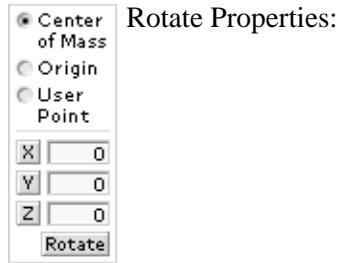 Center
of Mass
Origin
User
Point
X 0
Y 0
Z 0
Rotate
Rotate Properties: